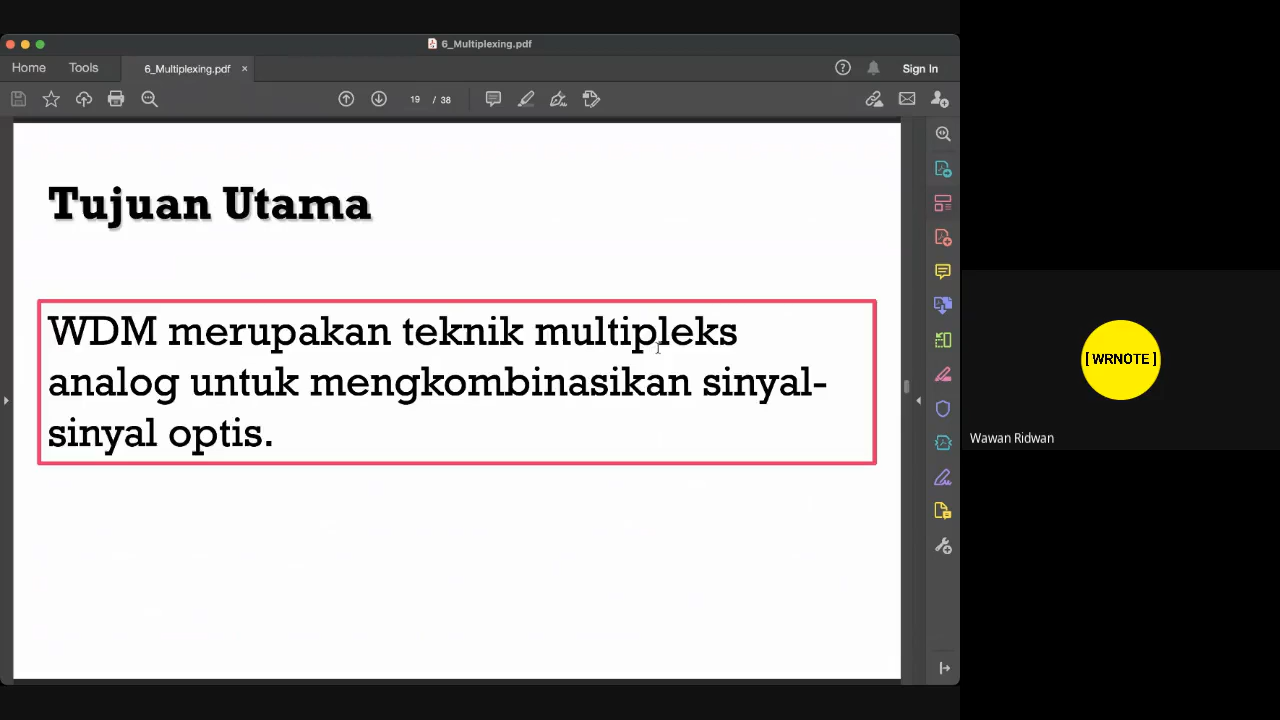 6_Multiplexing.pdf
Home
Tools
6_Multiplexing.pdf ×
Sign In
19 / 38
Tujuan Utama
WDM merupakan teknik multipleks
analog untuk mengkombinasikan sinyal-
sinyal optis.
[ WRNOTE ]
Wawan Ridwan